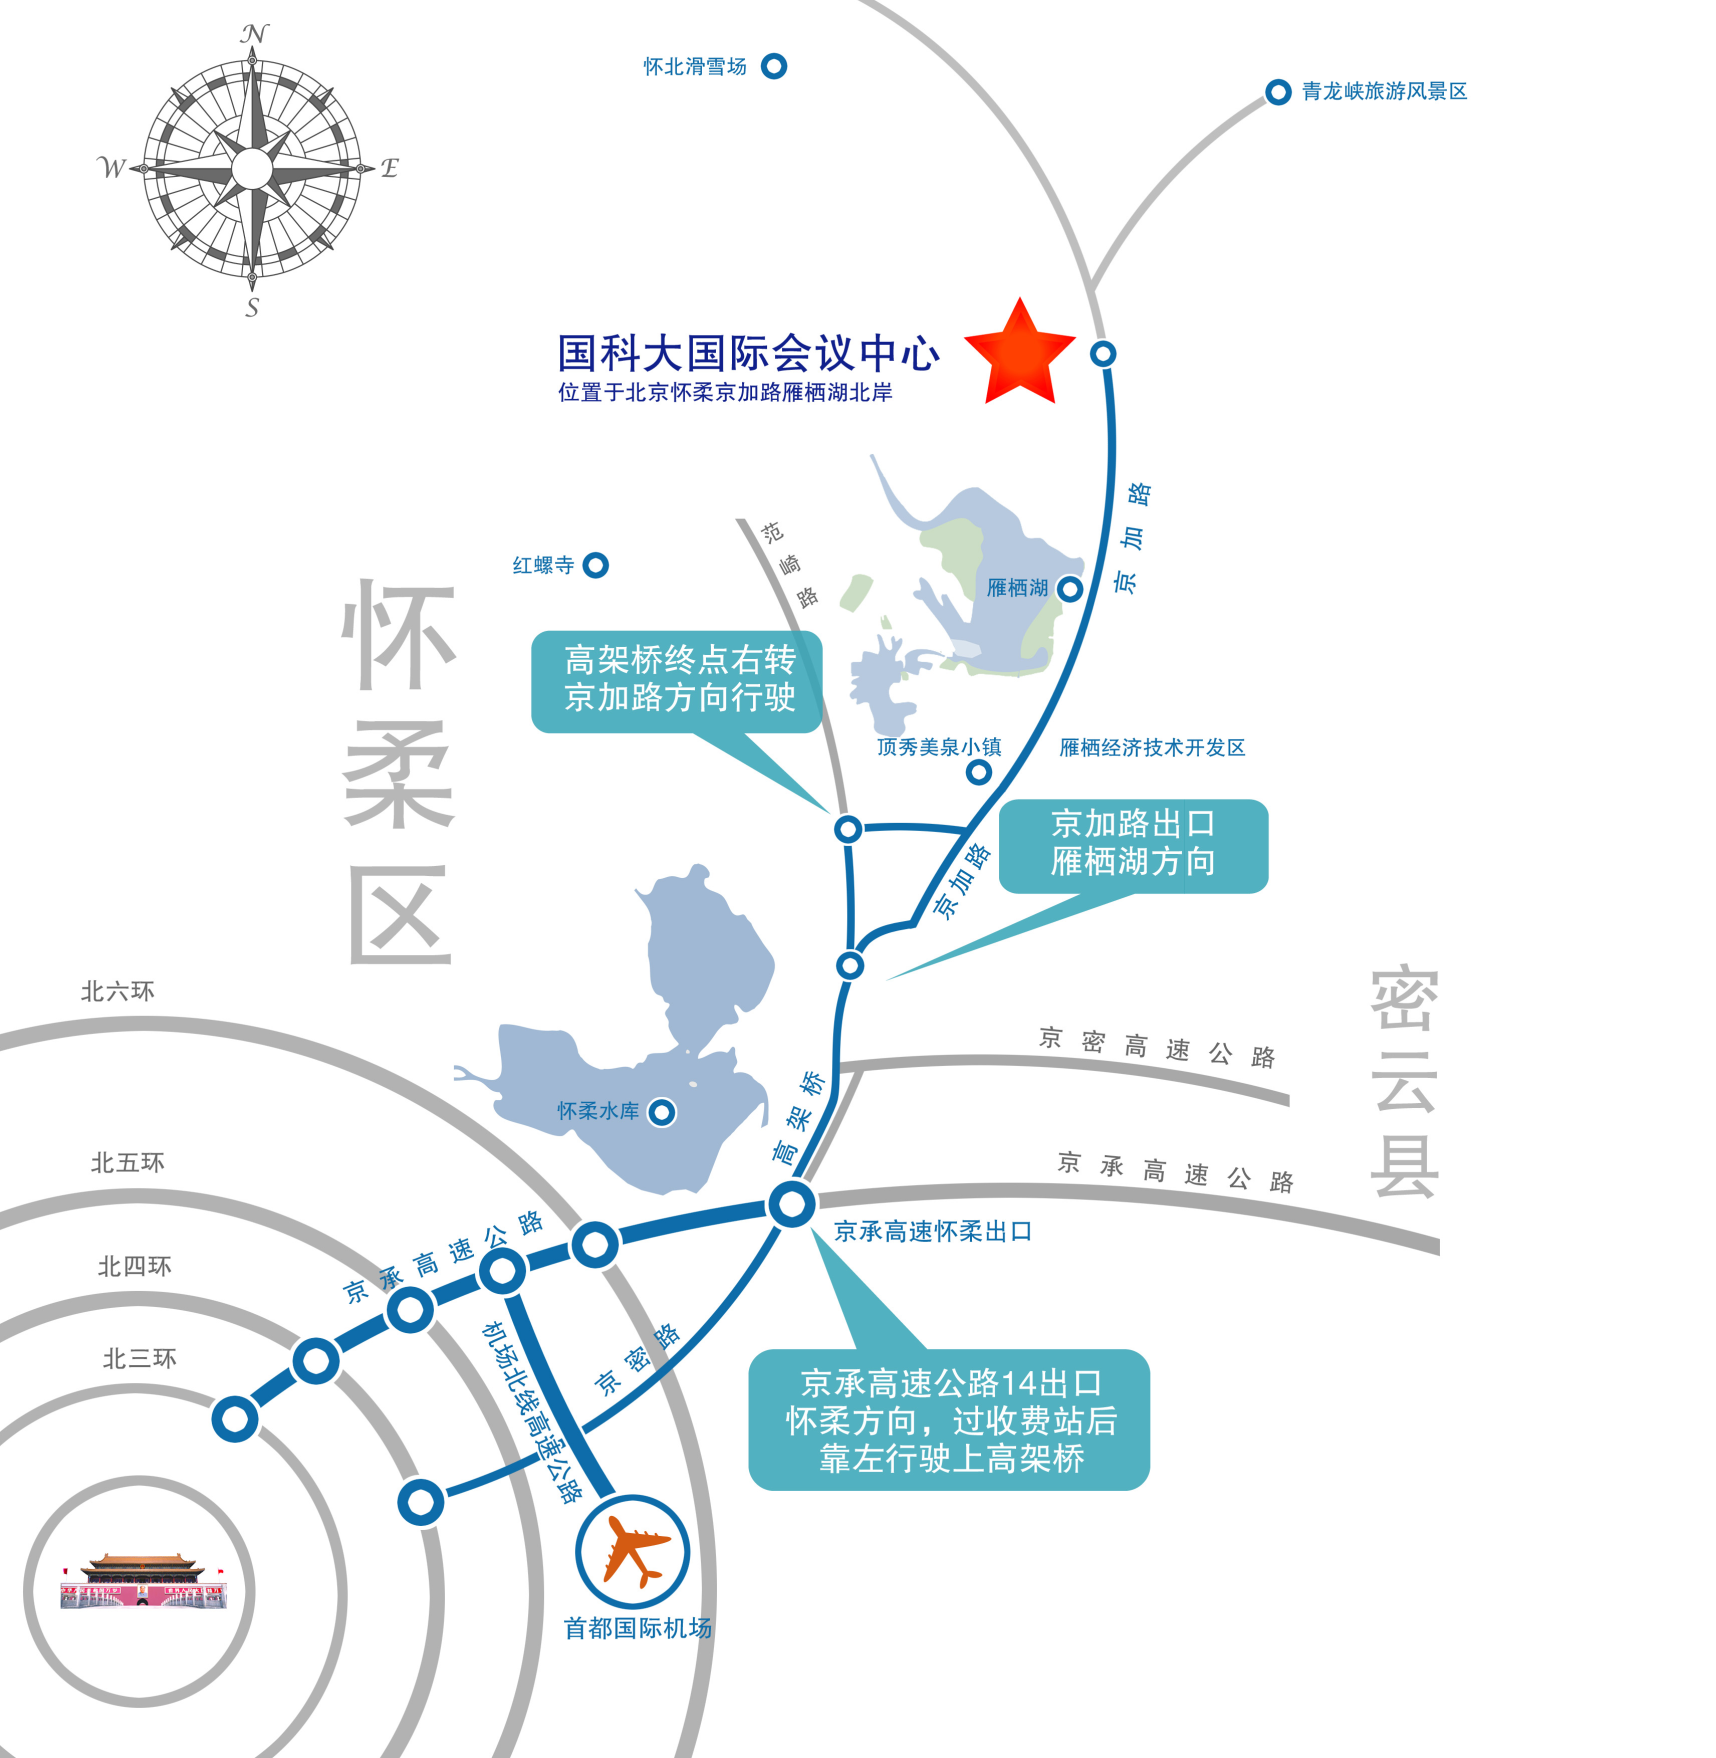 N
怀北滑雪场
青龙峡旅游风景区
W
E
S
国科大国际会议中心
位置于北京怀柔京加路雁栖湖北岸
京加路
范崎路
红螺寺
雁栖湖
怀柔区
高架桥终点右转
京加路方向行驶
顶秀美泉小镇
雁栖经济技术开发区
京加路出口
雁栖湖方向
京加路
密云县
北六环
京密高速公路
高架桥
怀柔水库
北五环
京承高速公路
京承高速公路
京承高速怀柔出口
北四环
北三环
机场北线高速公路
京密路
京承高速公路14出口
怀柔方向，过收费站后
靠左行驶上高架桥
首都国际机场